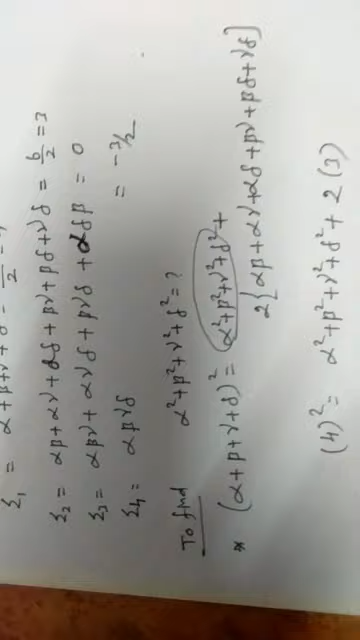 Σ₁ = α + β + γ + δ =
Σ₂ = αβ + αγ + αδ + βγ + βδ + γδ = 6/2 = 3
Σ₃ = αβγ + αγδ + βγδ + αδβ = 0
Σ₄ = αβγδ = -3/2
To find α² + β² + γ² + δ² = ?
* (α + β + γ + δ)² = α² + β² + γ² + δ² +
2{αβ + αγ + αδ + βγ + βδ + γδ}
(4)² = α² + β² + γ² + δ² + 2(3)